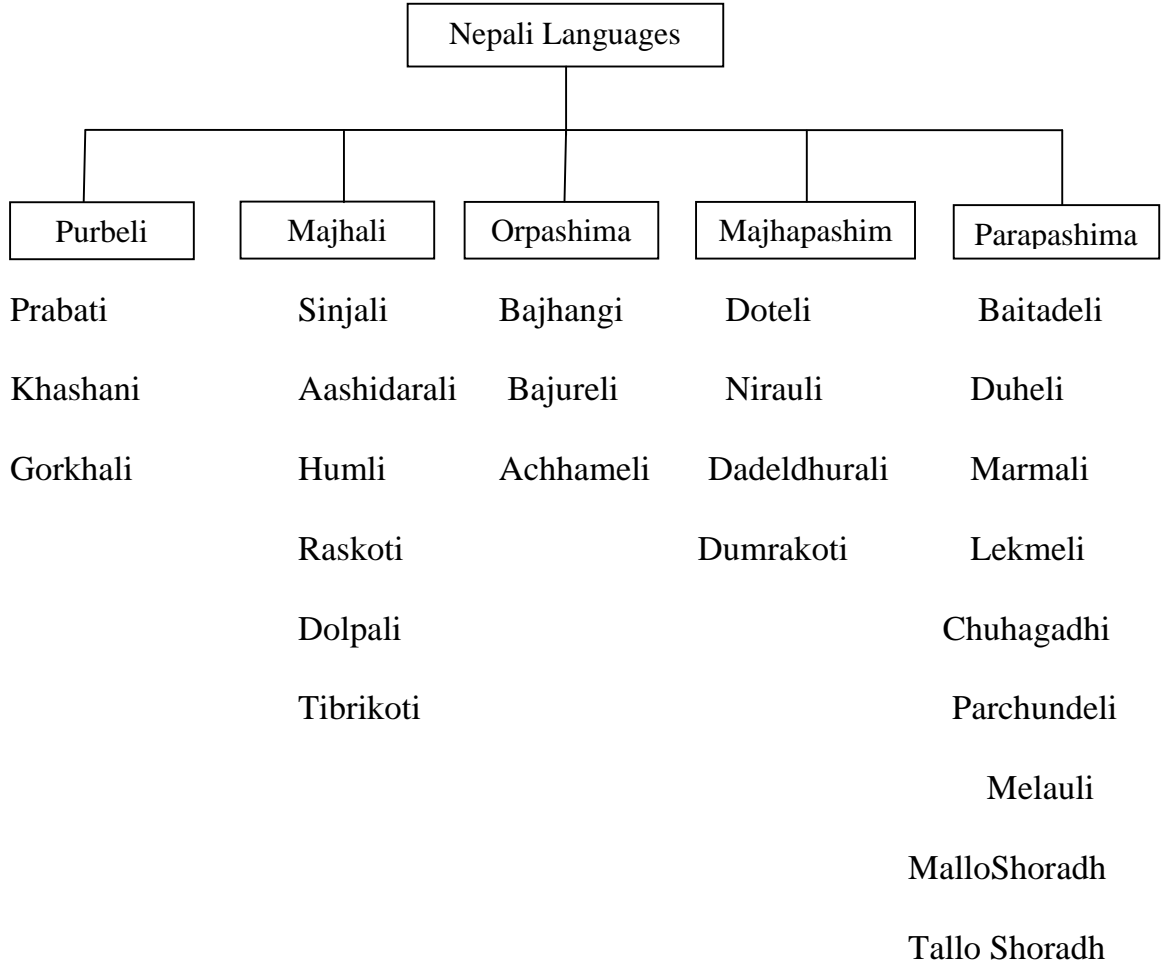 Nepali Languages
Purbeli Majhali Orpashima Majhapashim Parapashima
Prabati Sinjali Bajhangi Doteli Baitadeli
Khashani Aashidarali Bajureli Nirauli Duheli
Gorkhali Humli Achhameli Dadeldhurali Marmali
Raskoti Dumrakoti Lekmeli
Dolpali Chuhagadhi
Tibrikoti Parchundeli
Melauli
MalloShoradh
Tallo Shoradh